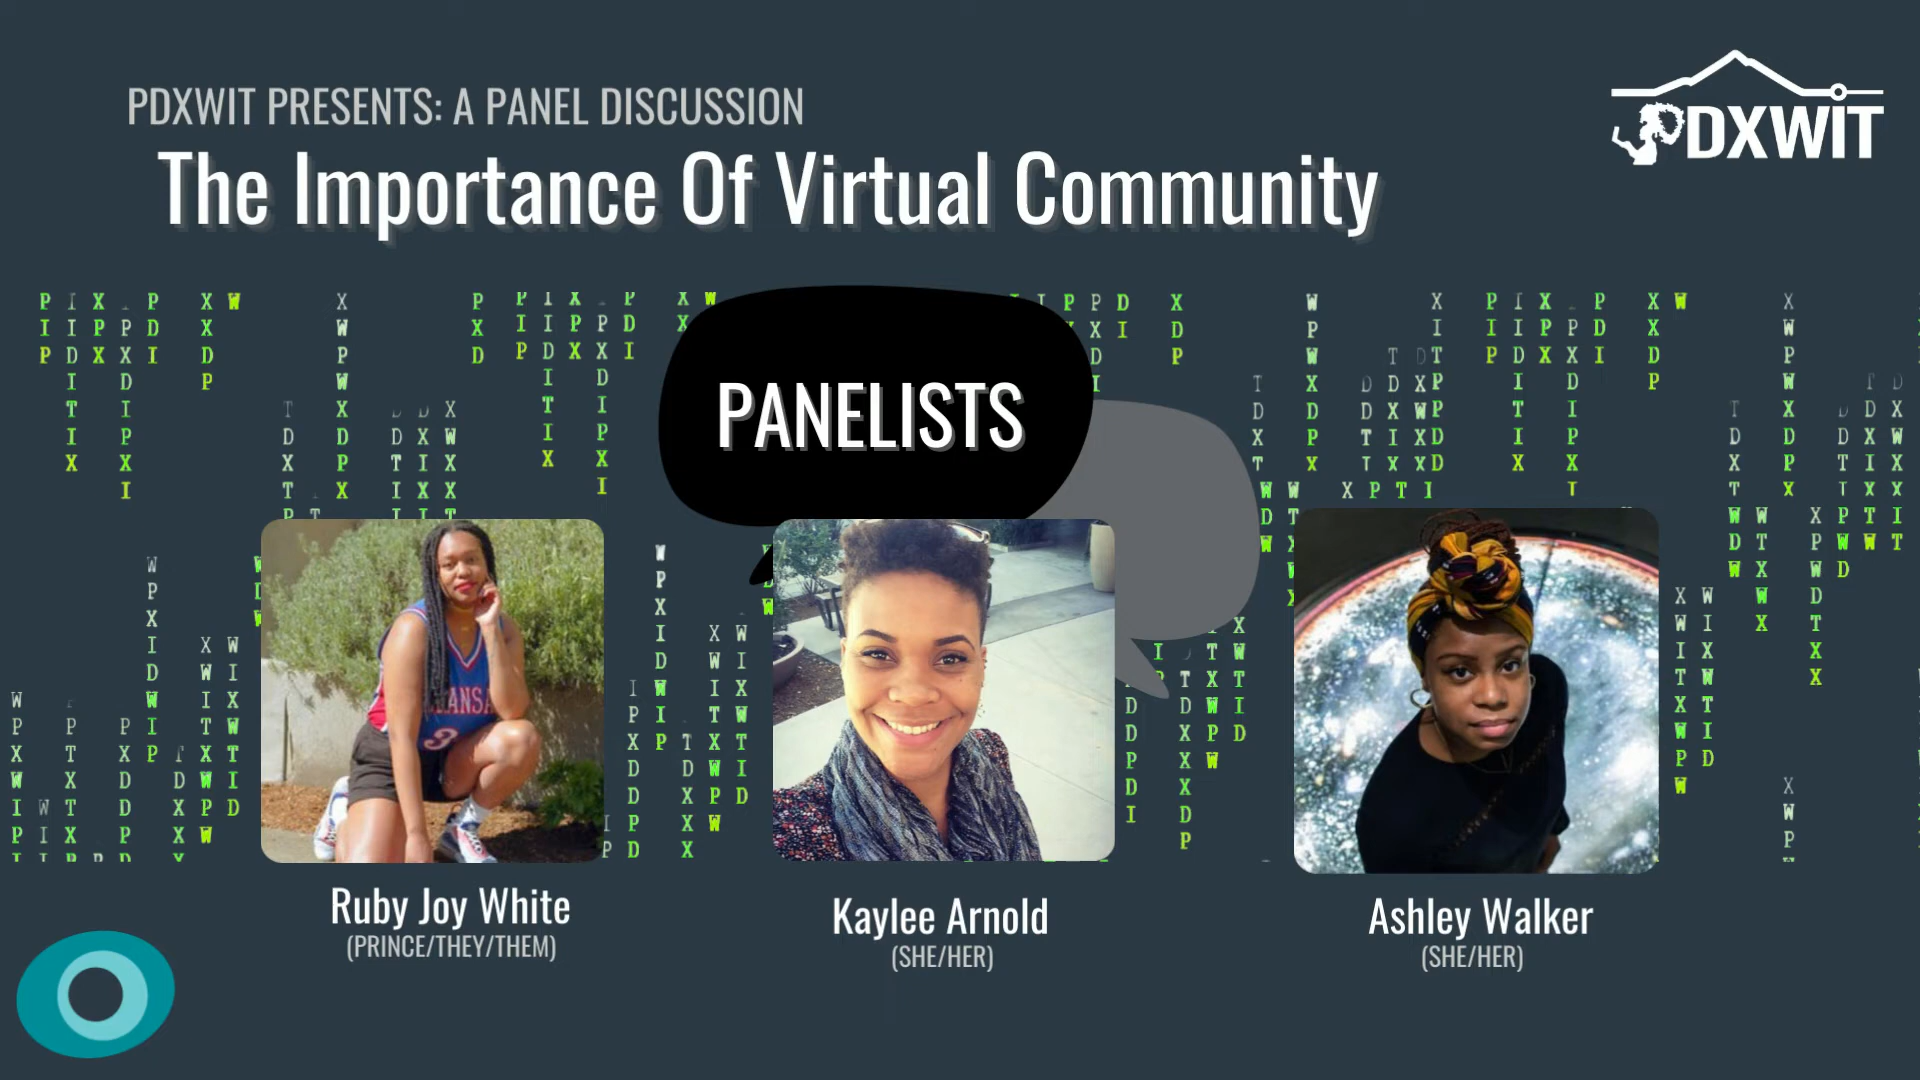 PDXWIT PRESENTS: A PANEL DISCUSSION
The Importance Of Virtual Community
PDXWIT
PANELISTS
Ruby Joy White
(PRINCE/THEY/THEM)
Kaylee Arnold
(SHE/HER)
Ashley Walker
(SHE/HER)